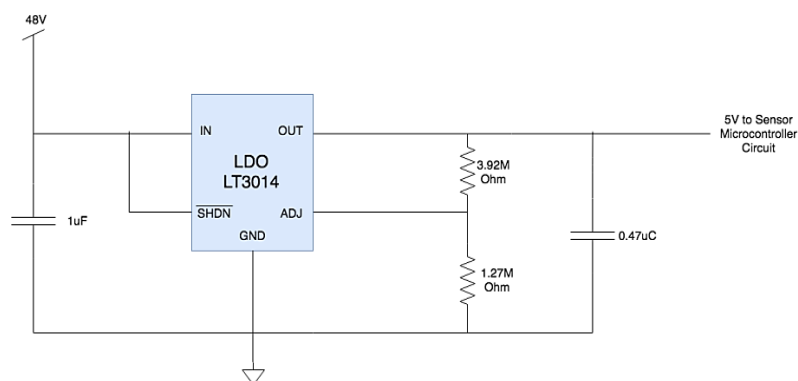 48V
IN
OUT
5V to Sensor
Microcontroller
Circuit
LDO
LT3014
3.92M
Ohm
SHDN
ADJ
1uF
GND
0.47uC
1.27M
Ohm